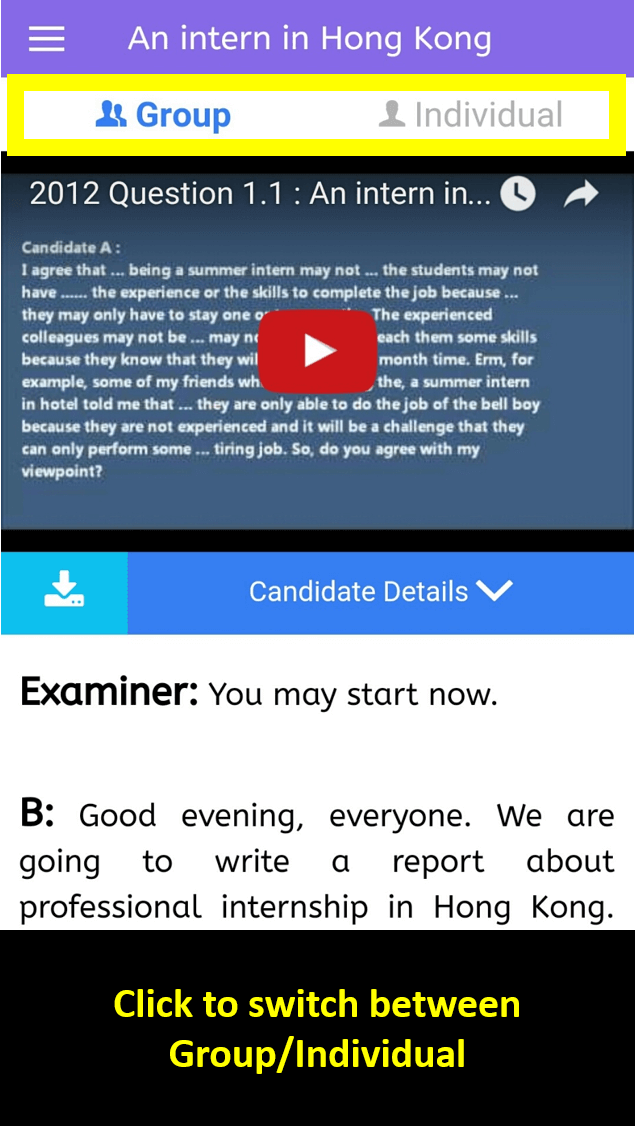 An intern in Hong Kong
Group Individual
2012 Question 1.1 : An intern in...
Candidate A :
I agree that ... being a summer intern may not ... the students may not
have ...... the experience or the skills to complete the job because ...
they may only have to stay one The experienced
colleagues may not be ... may each them some skills
because they know that they month time. Erm, for
example, some of my friends the, a summer intern
in hotel told me that ... they are only able to do the job of the bell boy
because they are not experienced and it will be a challenge that they
can only perform some ... tiring job. So, do you agree with my
viewpoint?
Candidate Details
Examiner: You may start now.
B: Good evening, everyone. We are
going to write a report about
professional internship in Hong Kong.
Click to switch between
Group/Individual